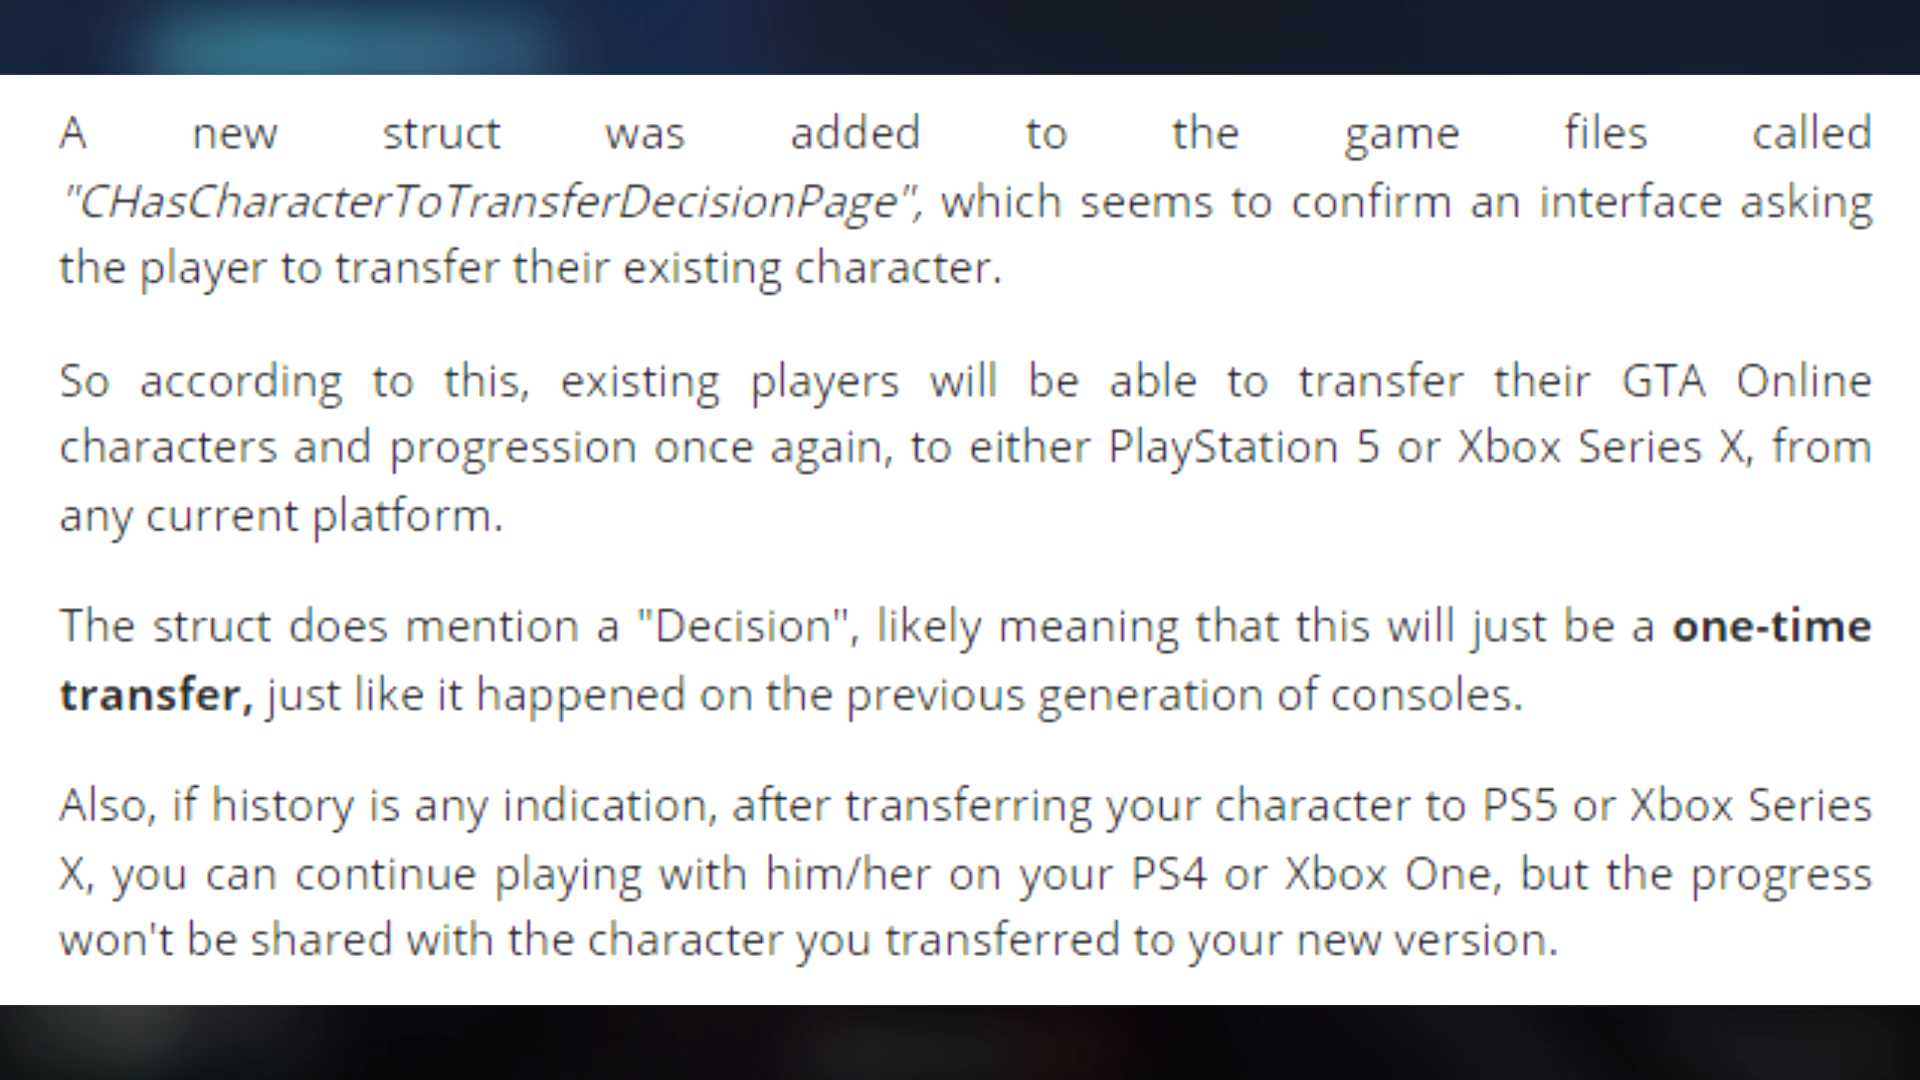 A new struct was added to the game files called
"CHasCharacterToTransferDecisionPage", which seems to confirm an interface asking
the player to transfer their existing character.
So according to this, existing players will be able to transfer their GTA Online
characters and progression once again, to either PlayStation 5 or Xbox Series X, from
any current platform.
The struct does mention a "Decision", likely meaning that this will just be a one-time
transfer, just like it happened on the previous generation of consoles.
Also, if history is any indication, after transferring your character to PS5 or Xbox Series
X, you can continue playing with him/her on your PS4 or Xbox One, but the progress
won't be shared with the character you transferred to your new version.